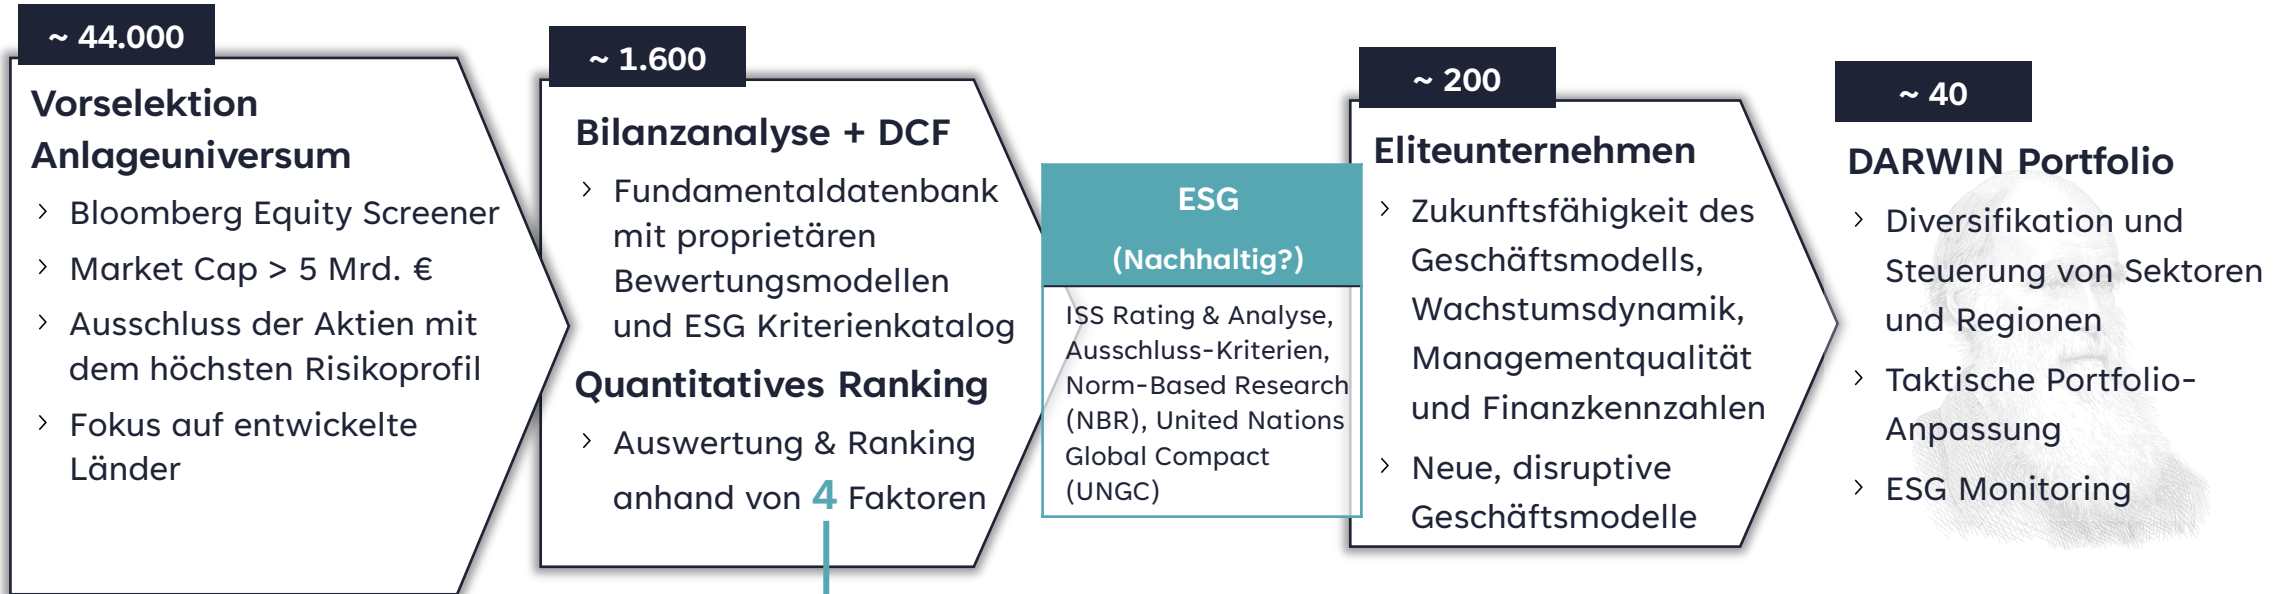 ~ 44.000
Vorselektion
Anlageuniversum
› Bloomberg Equity Screener
› Market Cap > 5 Mrd. €
› Ausschluss der Aktien mit
dem höchsten Risikoprofil
› Fokus auf entwickelte
Länder
~ 1.600
Bilanzanalyse + DCF
› Fundamentaldatenbank
mit proprietären
Bewertungsmodellen
und ESG Kriterienkatalog
Quantitatives Ranking
› Auswertung & Ranking
anhand von 4 Faktoren
ESG
(Nachhaltig?)
ISS Rating & Analyse,
Ausschluss-Kriterien,
Norm-Based Research
(NBR), United Nations
Global Compact
(UNGC)
~ 200
Eliteunternehmen
› Zukunftsfähigkeit des
Geschäftsmodells,
Wachstumsdynamik,
Managementqualität
und Finanzkennzahlen
› Neue, disruptive
Geschäftsmodelle
~ 40
DARWIN Portfolio
› Diversifikation und
Steuerung von Sektoren
und Regionen
› Taktische Portfolio-
Anpassung
› ESG Monitoring